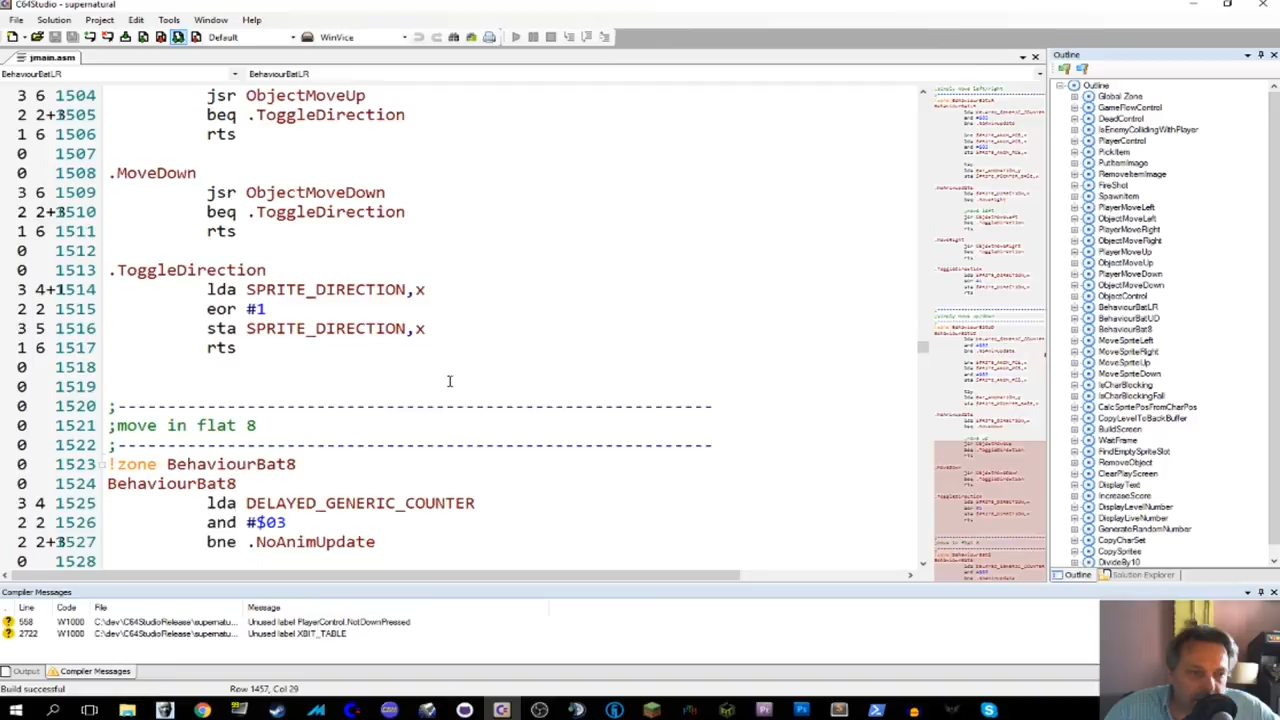 C64Studio - supernatural
File Solution Project Edit Tools Window Help
Default WinVice
jmain.asm
BehaviourBatLR BehaviourBatLR
3 6 1504 jsr ObjectMoveUp
2 2+3505 beq .ToggleDirection
1 6 1506 rts
0 1507
0 1508 .MoveDown
3 6 1509 jsr ObjectMoveDown
2 2+3510 beq .ToggleDirection
1 6 1511 rts
0 1512
0 1513 .ToggleDirection
3 4+1514 lda SPRITE_DIRECTION,x
2 2 1515 eor #1
3 5 1516 sta SPRITE_DIRECTION,x
1 6 1517 rts
0 1518
0 1519
0 1520 ;------------------------------------------------------------
0 1521 ;move in flat 8
0 1522 ;------------------------------------------------------------
0 1523 !zone BehaviourBat8
0 1524 BehaviourBat8
3 4 1525 lda DELAYED_GENERIC_COUNTER
2 2 1526 and #$03
2 2+3527 bne .NoAnimUpdate
0 1528
Outline
Outline
Global Zone
GameFlowControl
DeadControl
IsEnemyCollidingWithPlayer
PlayerControl
PickItem
PutItemImage
RemoveItemImage
FireShot
SpawnItem
PlayerMoveLeft
ObjectMoveLeft
PlayerMoveRight
ObjectMoveRight
PlayerMoveUp
ObjectMoveUp
PlayerMoveDown
ObjectMoveDown
ObjectControl
BehaviourBatLR
BehaviourBatUD
BehaviourBat8
MoveSpriteLeft
MoveSpriteRight
MoveSpriteUp
MoveSpriteDown
IsCharBlocking
IsCharBlockingFall
CalcSpritePosFromCharPos
CopyLevelToBackBuffer
BuildScreen
WaitFrame
FindEmptySpriteSlot
RemoveObject
ClearPlayScreen
DisplayText
IncreaseScore
DisplayLevelNumber
DisplayLiveNumber
GenerateRandomNumber
CopyCharSet
CopySprites
DivideBy10
Outline Solution Explorer
Compiler Messages
Line Code File Message
558 W1000 C:\dev\C64StudioRelease\supernatu... Unused label PlayerControl.NotDownPressed
2722 W1000 C:\dev\C64StudioRelease\supernatu... Unused label XBIT_TABLE
Output Compiler Messages
Build successful Row 1457, Col 29